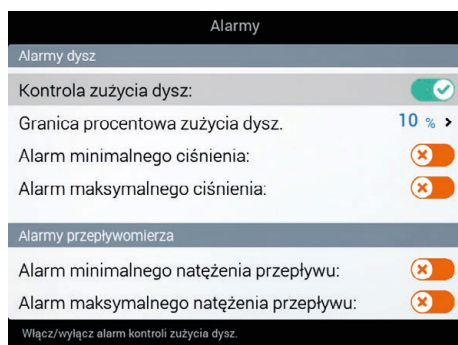 Alarmy
Alarmy dysz
Kontrola zużycia dysz:
Granica procentowa zużycia dysz. 10 % >
Alarm minimalnego ciśnienia:
Alarm maksymalnego ciśnienia:
Alarmy przepływomierza
Alarm minimalnego natężenia przepływu:
Alarm maksymalnego natężenia przepływu:
Włącz/wyłącz alarm kontroli zużycia dysz.